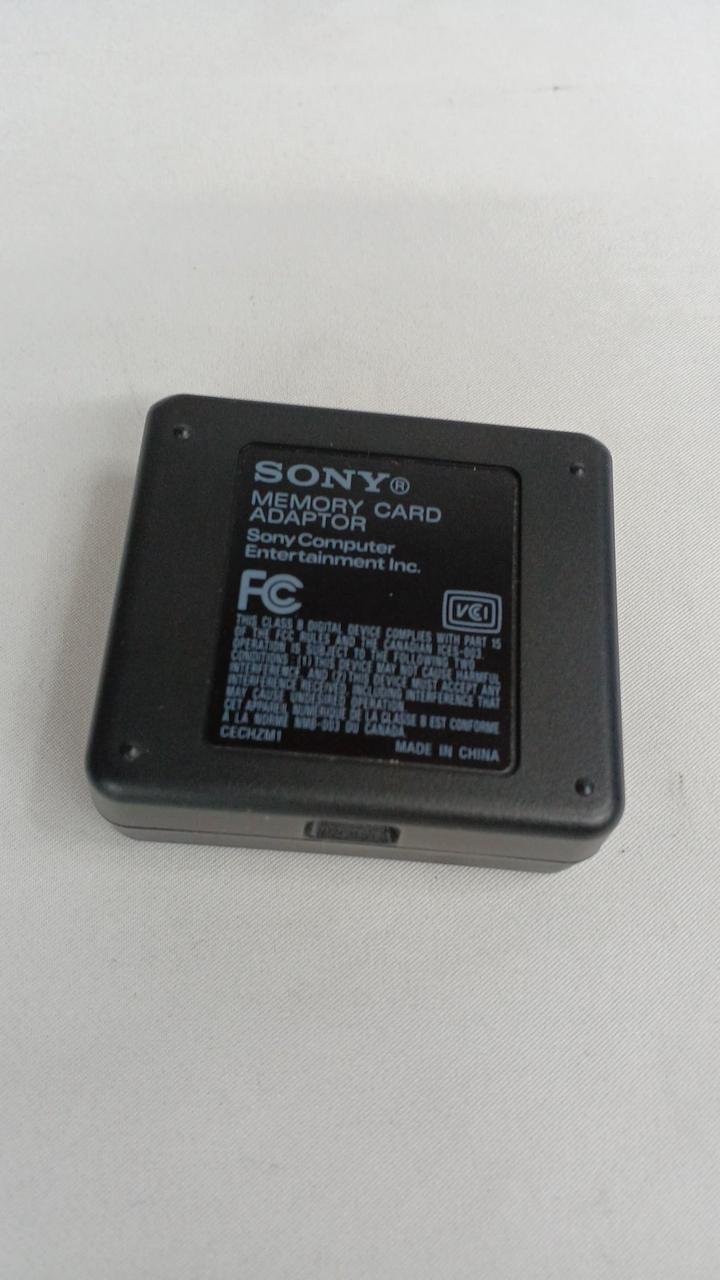 SONY®
MEMORY CARD
ADAPTOR
Sony Computer
Entertainment Inc.
FC
VCI
THIS CLASS B DIGITAL DEVICE COMPLIES WITH PART 15
OF THE FCC RULES AND THE CANADIAN ICES-003.
OPERATION IS SUBJECT TO THE FOLLOWING TWO
CONDITIONS: (1) THIS DEVICE MAY NOT CAUSE HARMFUL
INTERFERENCE, AND (2) THIS DEVICE MUST ACCEPT ANY
INTERFERENCE RECEIVED, INCLUDING INTERFERENCE THAT
MAY CAUSE UNDESIRED OPERATION.
CET APPAREIL NUMÉRIQUE DE LA CLASSE B EST CONFORME
À LA NORME NMB-003 DU CANADA.
CECHZM1
MADE IN CHINA